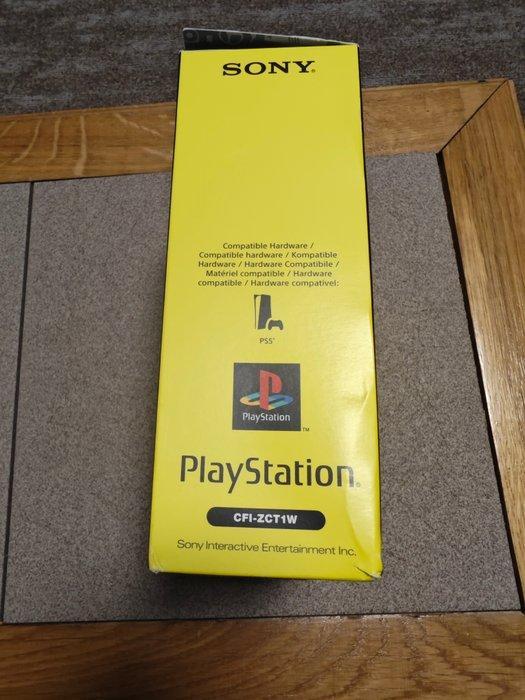 SONY®
Compatible Hardware /
Compatible hardware / Kompatible
Hardware / Hardware Compatibile /
Matériel compatible / Hardware
compatible / Hardware compatível:
PS5®
PlayStation
TM
PlayStation®
CFI-ZCT1W
Sony Interactive Entertainment Inc.